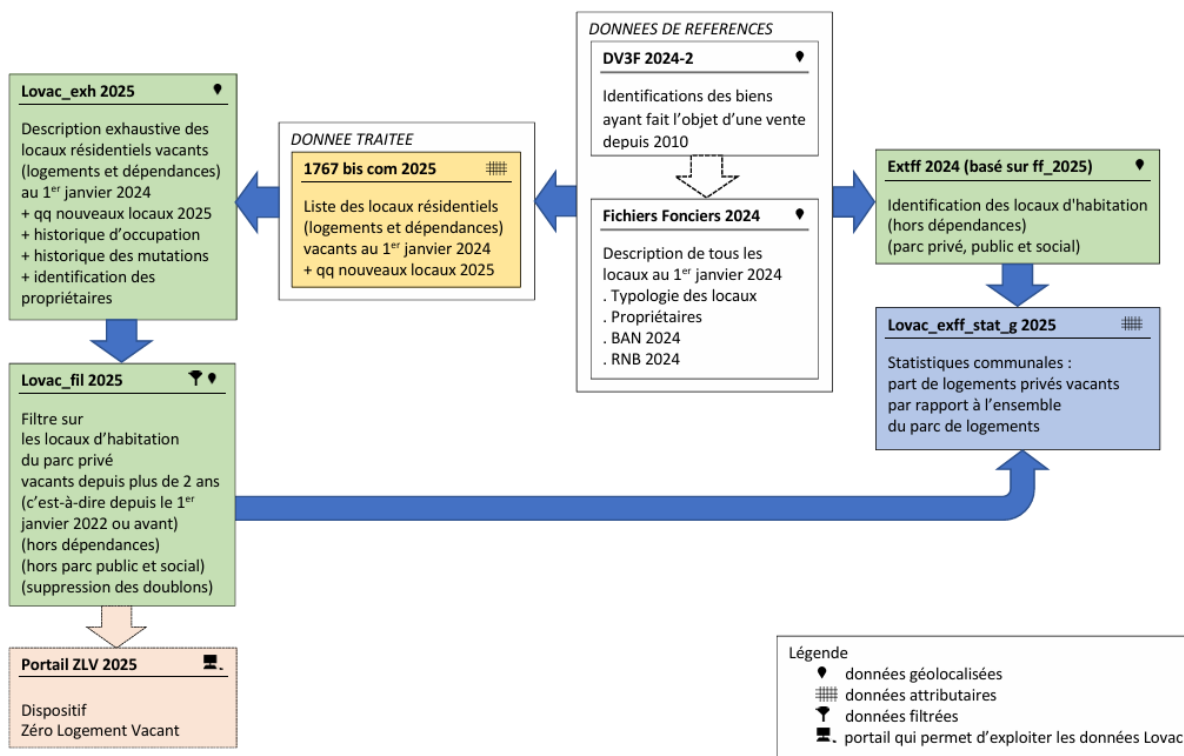 DONNEES DE REFERENCES
DV3F 2024-2
Identifications des biens
ayant fait l'objet d'une vente
depuis 2010
Fichiers Fonciers 2024
Description de tous les
locaux au 1er janvier 2024
. Typologie des locaux
. Propriétaires
. BAN 2024
. RNB 2024
DONNEE TRAITEE
1767 bis com 2025
Liste des locaux résidentiels
(logements et dépendances)
vacants au 1er janvier 2024
+ qq nouveaux locaux 2025
Lovac_exh 2025
Description exhaustive des
locaux résidentiels vacants
(logements et dépendances)
au 1er janvier 2024
+ qq nouveaux locaux 2025
+ historique d'occupation
+ historique des mutations
+ identification des
propriétaires
Lovac_fil 2025
Filtre sur
les locaux d'habitation
du parc privé
vacants depuis plus de 2 ans
(c'est-à-dire depuis le 1er
janvier 2022 ou avant)
(hors dépendances)
(hors parc public et social)
(suppression des doublons)
Portail ZLV 2025
Dispositif
Zéro Logement Vacant
Extff 2024 (basé sur ff_2025)
Identification des locaux d'habitation
(hors dépendances)
(parc privé, public et social)
Lovac_exff_stat_g 2025
Statistiques communales :
part de logements privés vacants
par rapport à l'ensemble
du parc de logements
Légende
données géolocalisées
données attributaires
données filtrées
portail qui permet d'exploiter les données Lovac